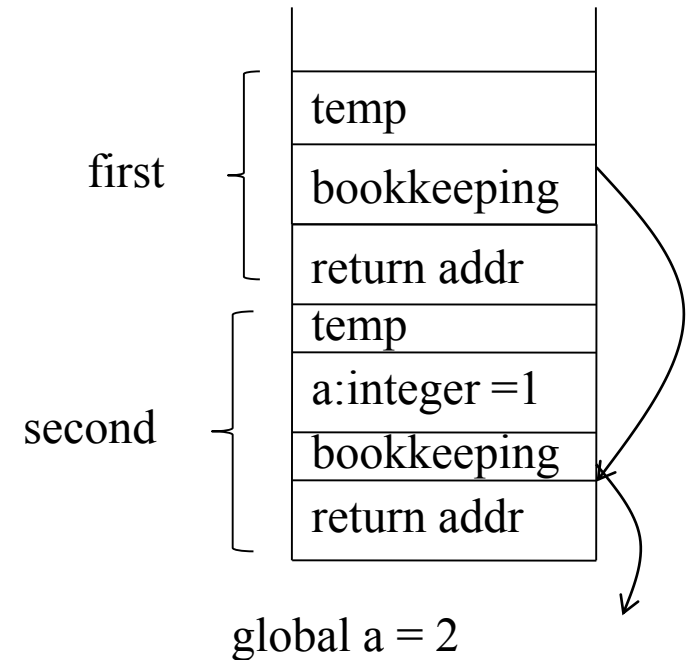 temp
first
bookkeeping
return addr
temp
a:integer =1
second
bookkeeping
return addr
global a = 2